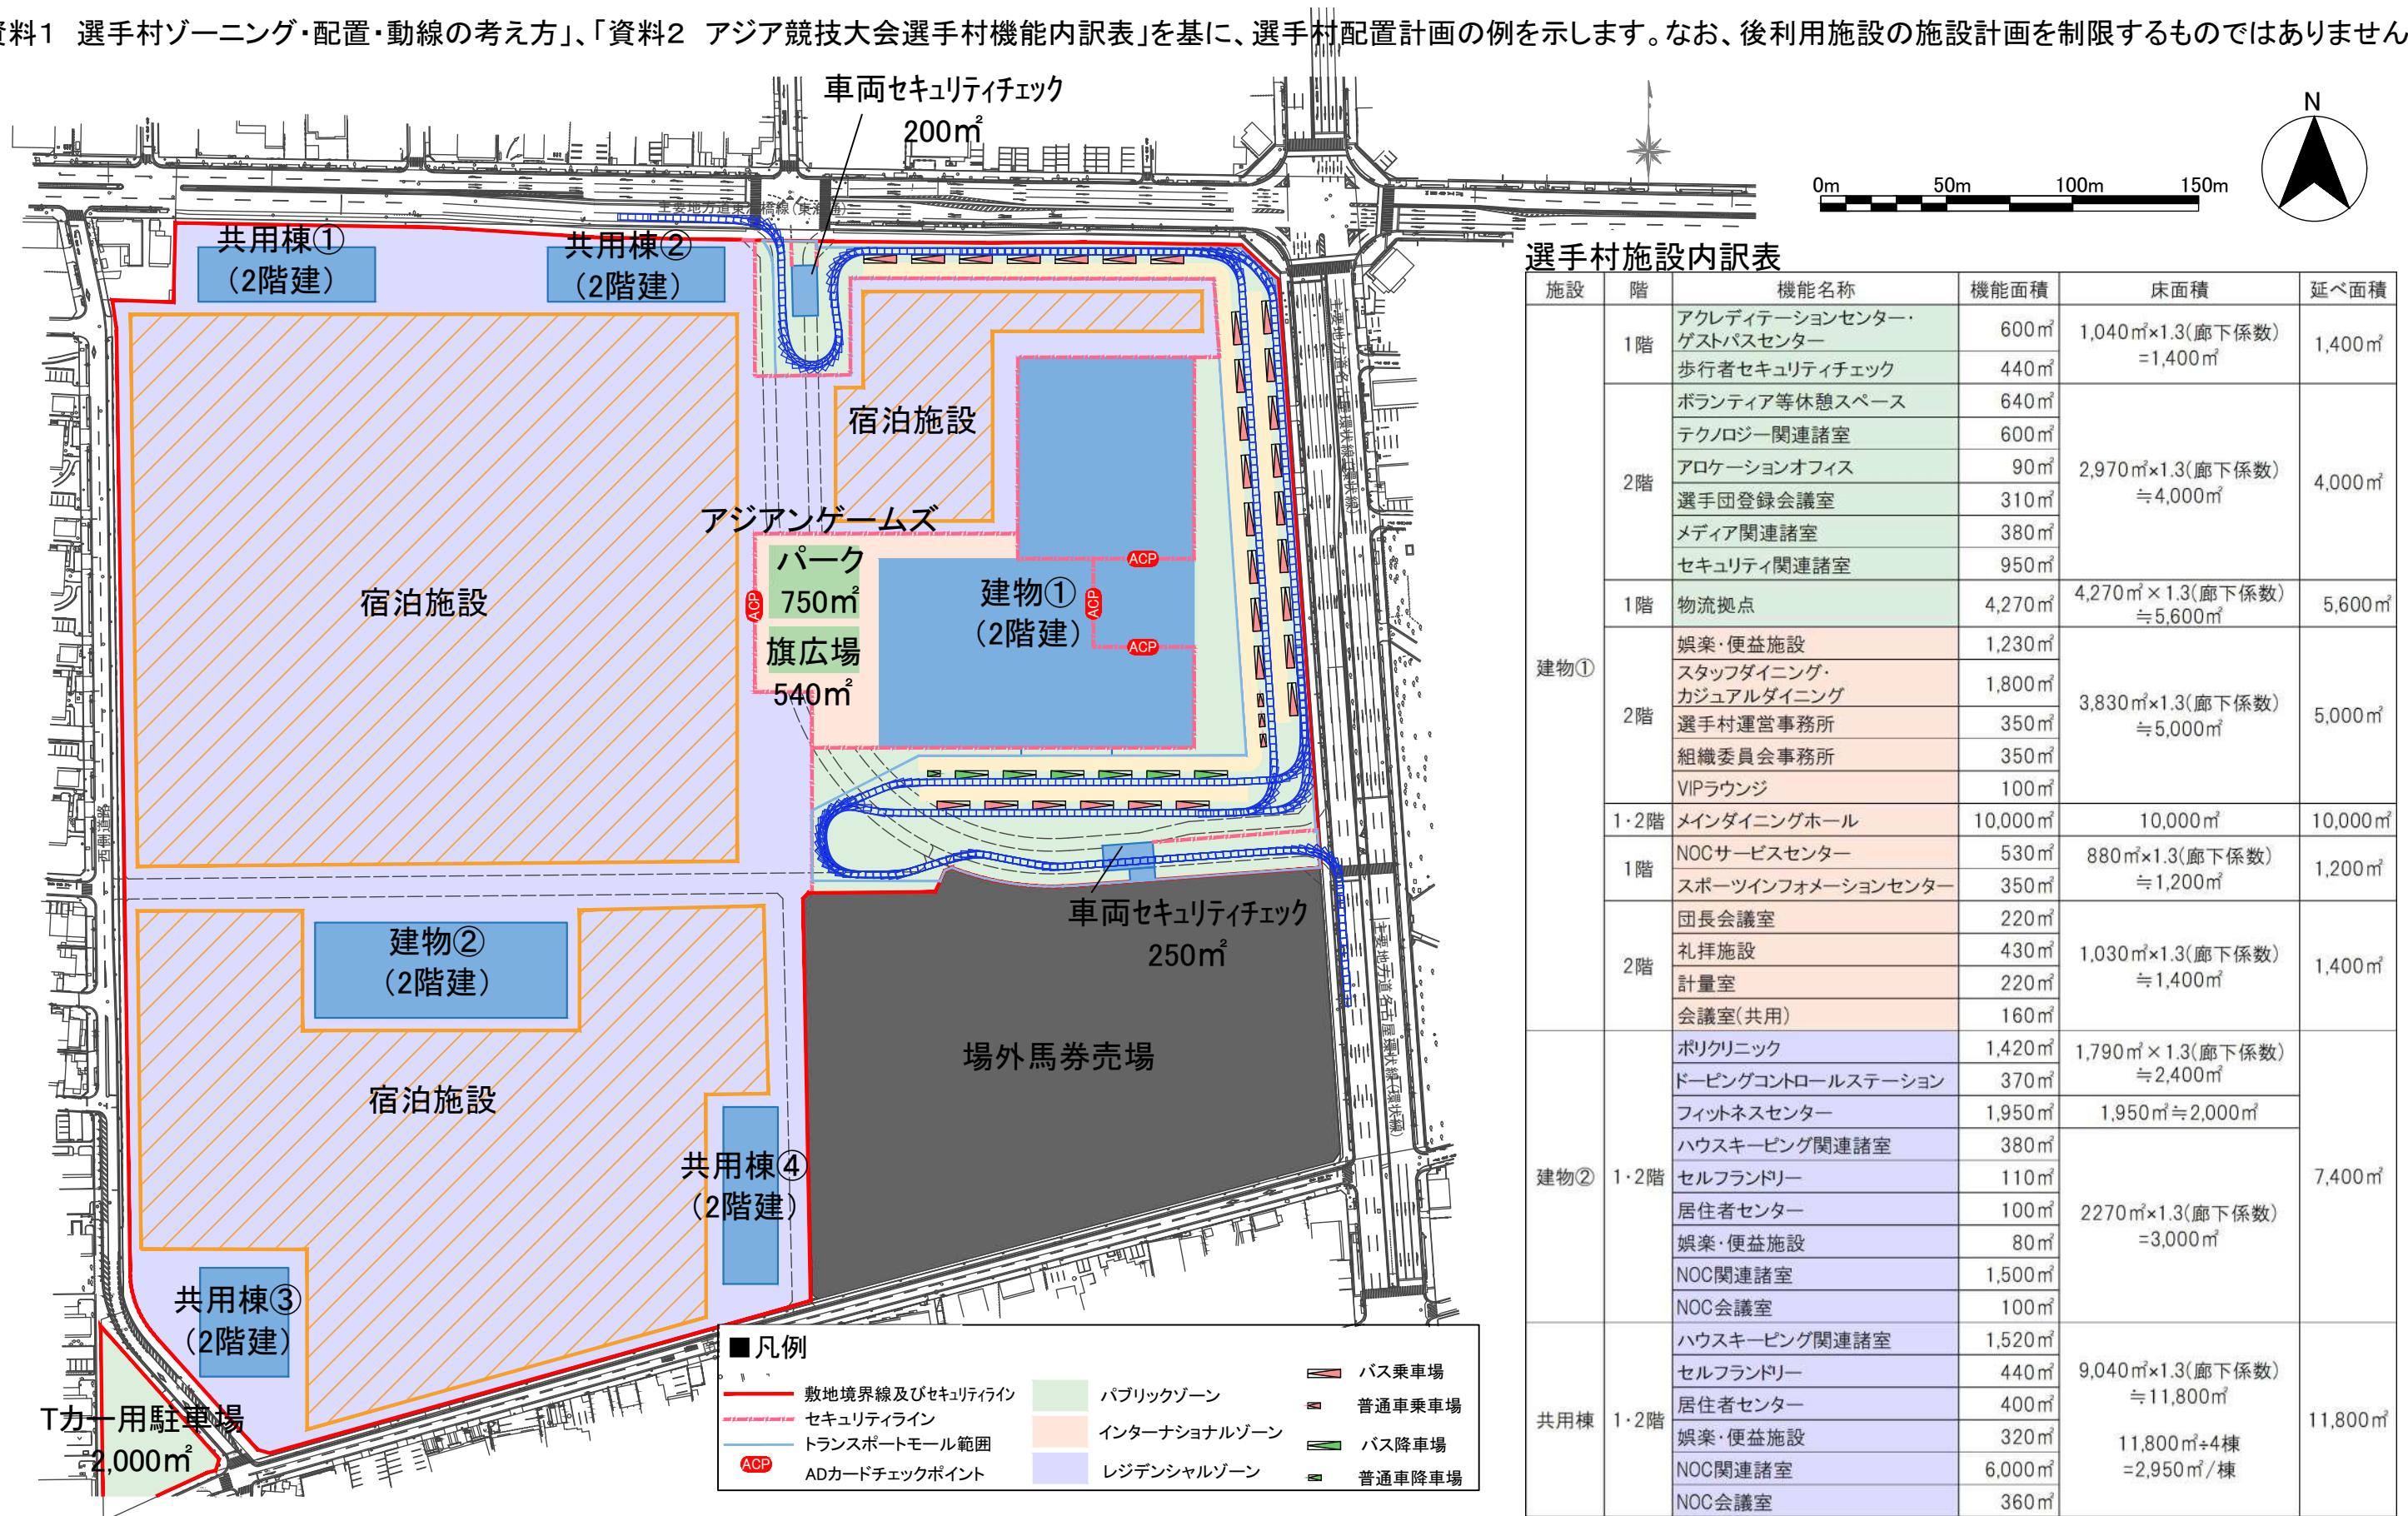 資料1 選手村ゾーニング・配置・動線の考え方」、「資料2 アジア競技大会選手村機能内訳表」を基に、選手村配置計画の例を示します。なお、後利用施設の施設計画を制限するものではありません
車両セキュリティチェック
200㎡
N
0m 50m 100m 150m
共用棟①
(2階建)
共用棟②
(2階建)
宿泊施設
宿泊施設
アジアンゲームズ
パーク
750㎡
旗広場
540㎡
ACP
建物①
(2階建)
ACP
ACP
ACP
西側道路
主要地方道名古屋環状線(環状線)
車両セキュリティチェック
250㎡
建物②
(2階建)
宿泊施設
場外馬券売場
主要地方道名古屋環状線(環状線)
共用棟④
(2階建)
共用棟③
(2階建)
Tカー用駐車場
2,000㎡
■凡例
敷地境界線及びセキュリティライン
セキュリティライン
トランスポートモール範囲
ACP ADカードチェックポイント
パブリックゾーン
インターナショナルゾーン
レジデンシャルゾーン
バス乗車場
普通車乗車場
バス降車場
普通車降車場
選手村施設内訳表
施設 階 機能名称 機能面積 床面積 延べ面積
建物① 1階 アクレディテーションセンター・
ゲストパスセンター 600㎡ 1,040㎡×1.3(廊下係数)
=1,400㎡ 1,400㎡
歩行者セキュリティチェック 440㎡
2階 ボランティア等休憩スペース 640㎡ 2,970㎡×1.3(廊下係数)
≒4,000㎡ 4,000㎡
テクノロジー関連諸室 600㎡
アロケーションオフィス 90㎡
選手団登録会議室 310㎡
メディア関連諸室 380㎡
セキュリティ関連諸室 950㎡
1階 物流拠点 4,270㎡ 4,270㎡×1.3(廊下係数)
≒5,600㎡ 5,600㎡
2階 娯楽・便益施設 1,230㎡ 3,830㎡×1.3(廊下係数)
≒5,000㎡ 5,000㎡
スタッフダイニング・
カジュアルダイニング 1,800㎡
選手村運営事務所 350㎡
組織委員会事務所 350㎡
VIPラウンジ 100㎡
1・2階 メインダイニングホール 10,000㎡ 10,000㎡ 10,000㎡
1階 NOCサービスセンター 530㎡ 880㎡×1.3(廊下係数)
≒1,200㎡ 1,200㎡
スポーツインフォメーションセンター 350㎡
2階 団長会議室 220㎡ 1,030㎡×1.3(廊下係数)
≒1,400㎡ 1,400㎡
礼拝施設 430㎡
計量室 220㎡
会議室(共用) 160㎡
建物② 1・2階 ポリクリニック 1,420㎡ 1,790㎡×1.3(廊下係数)
≒2,400㎡ 7,400㎡
ドーピングコントロールステーション 370㎡
フィットネスセンター 1,950㎡ 1,950㎡≒2,000㎡
ハウスキーピング関連諸室 380㎡ 2270㎡×1.3(廊下係数)
=3,000㎡
セルフランドリー 110㎡
居住者センター 100㎡
娯楽・便益施設 80㎡
NOC関連諸室 1,500㎡
NOC会議室 100㎡
共用棟 1・2階 ハウスキーピング関連諸室 1,520㎡ 9,040㎡×1.3(廊下係数)
≒11,800㎡ 11,800㎡
セルフランドリー 440㎡
居住者センター 400㎡
娯楽・便益施設 320㎡ 11,800㎡÷4棟
=2,950㎡/棟
NOC関連諸室 6,000㎡
NOC会議室 360㎡